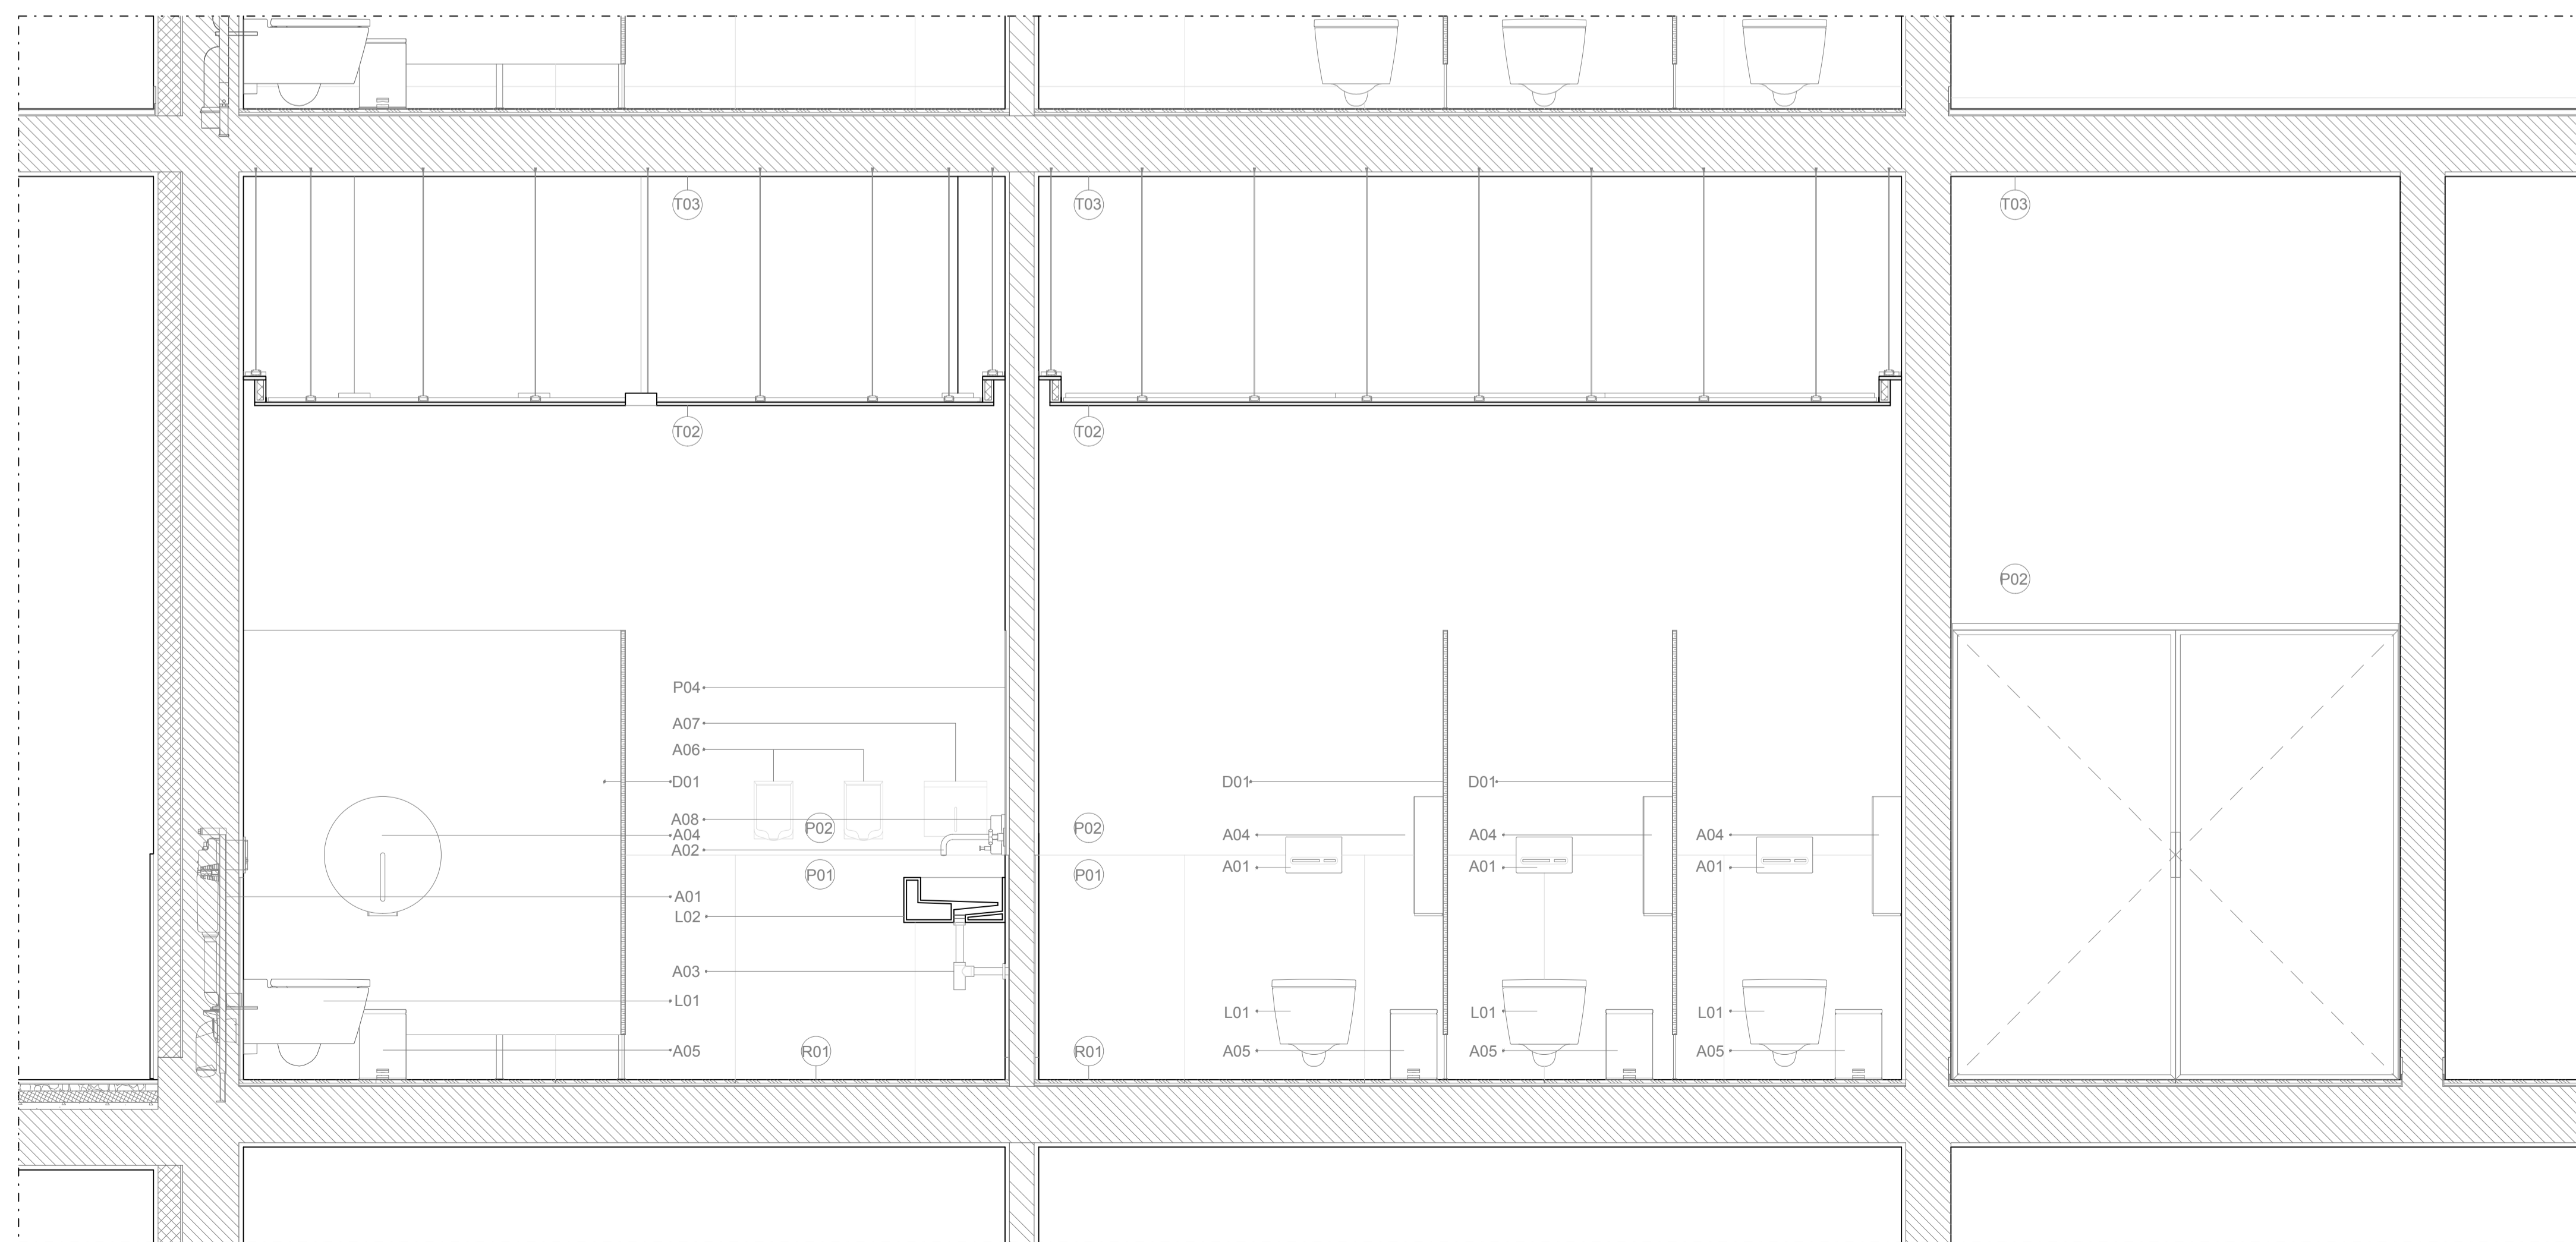 T03 T03 T03
T02 T02
P02
P04
A07
A06
D01 D01 D01
A08
P02 P02
A04 A04 A04 A04
A02
A01 A01 A01
P01 P01
A01
L02
A03
L01
L01 L01 L01
A05 R01 R01 A05 A05 A05